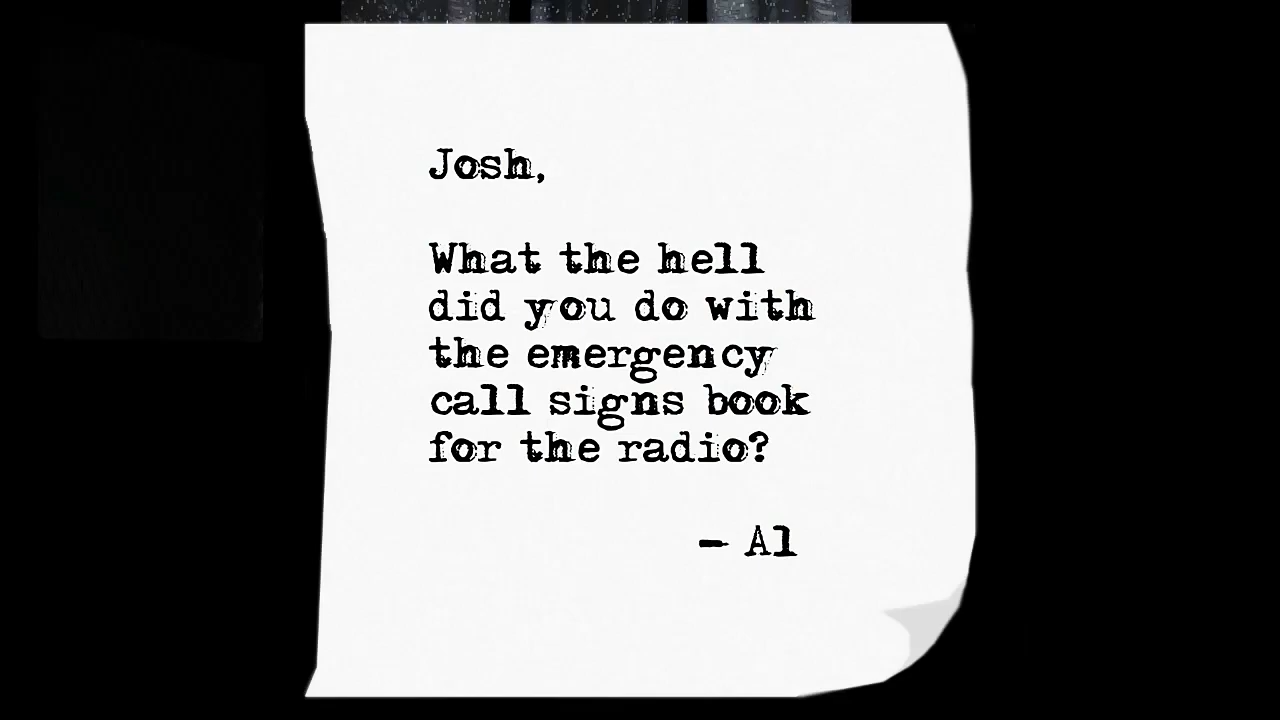 Josh,
What the hell
did you do with
the emergency
call signs book
for the radio?
– Al